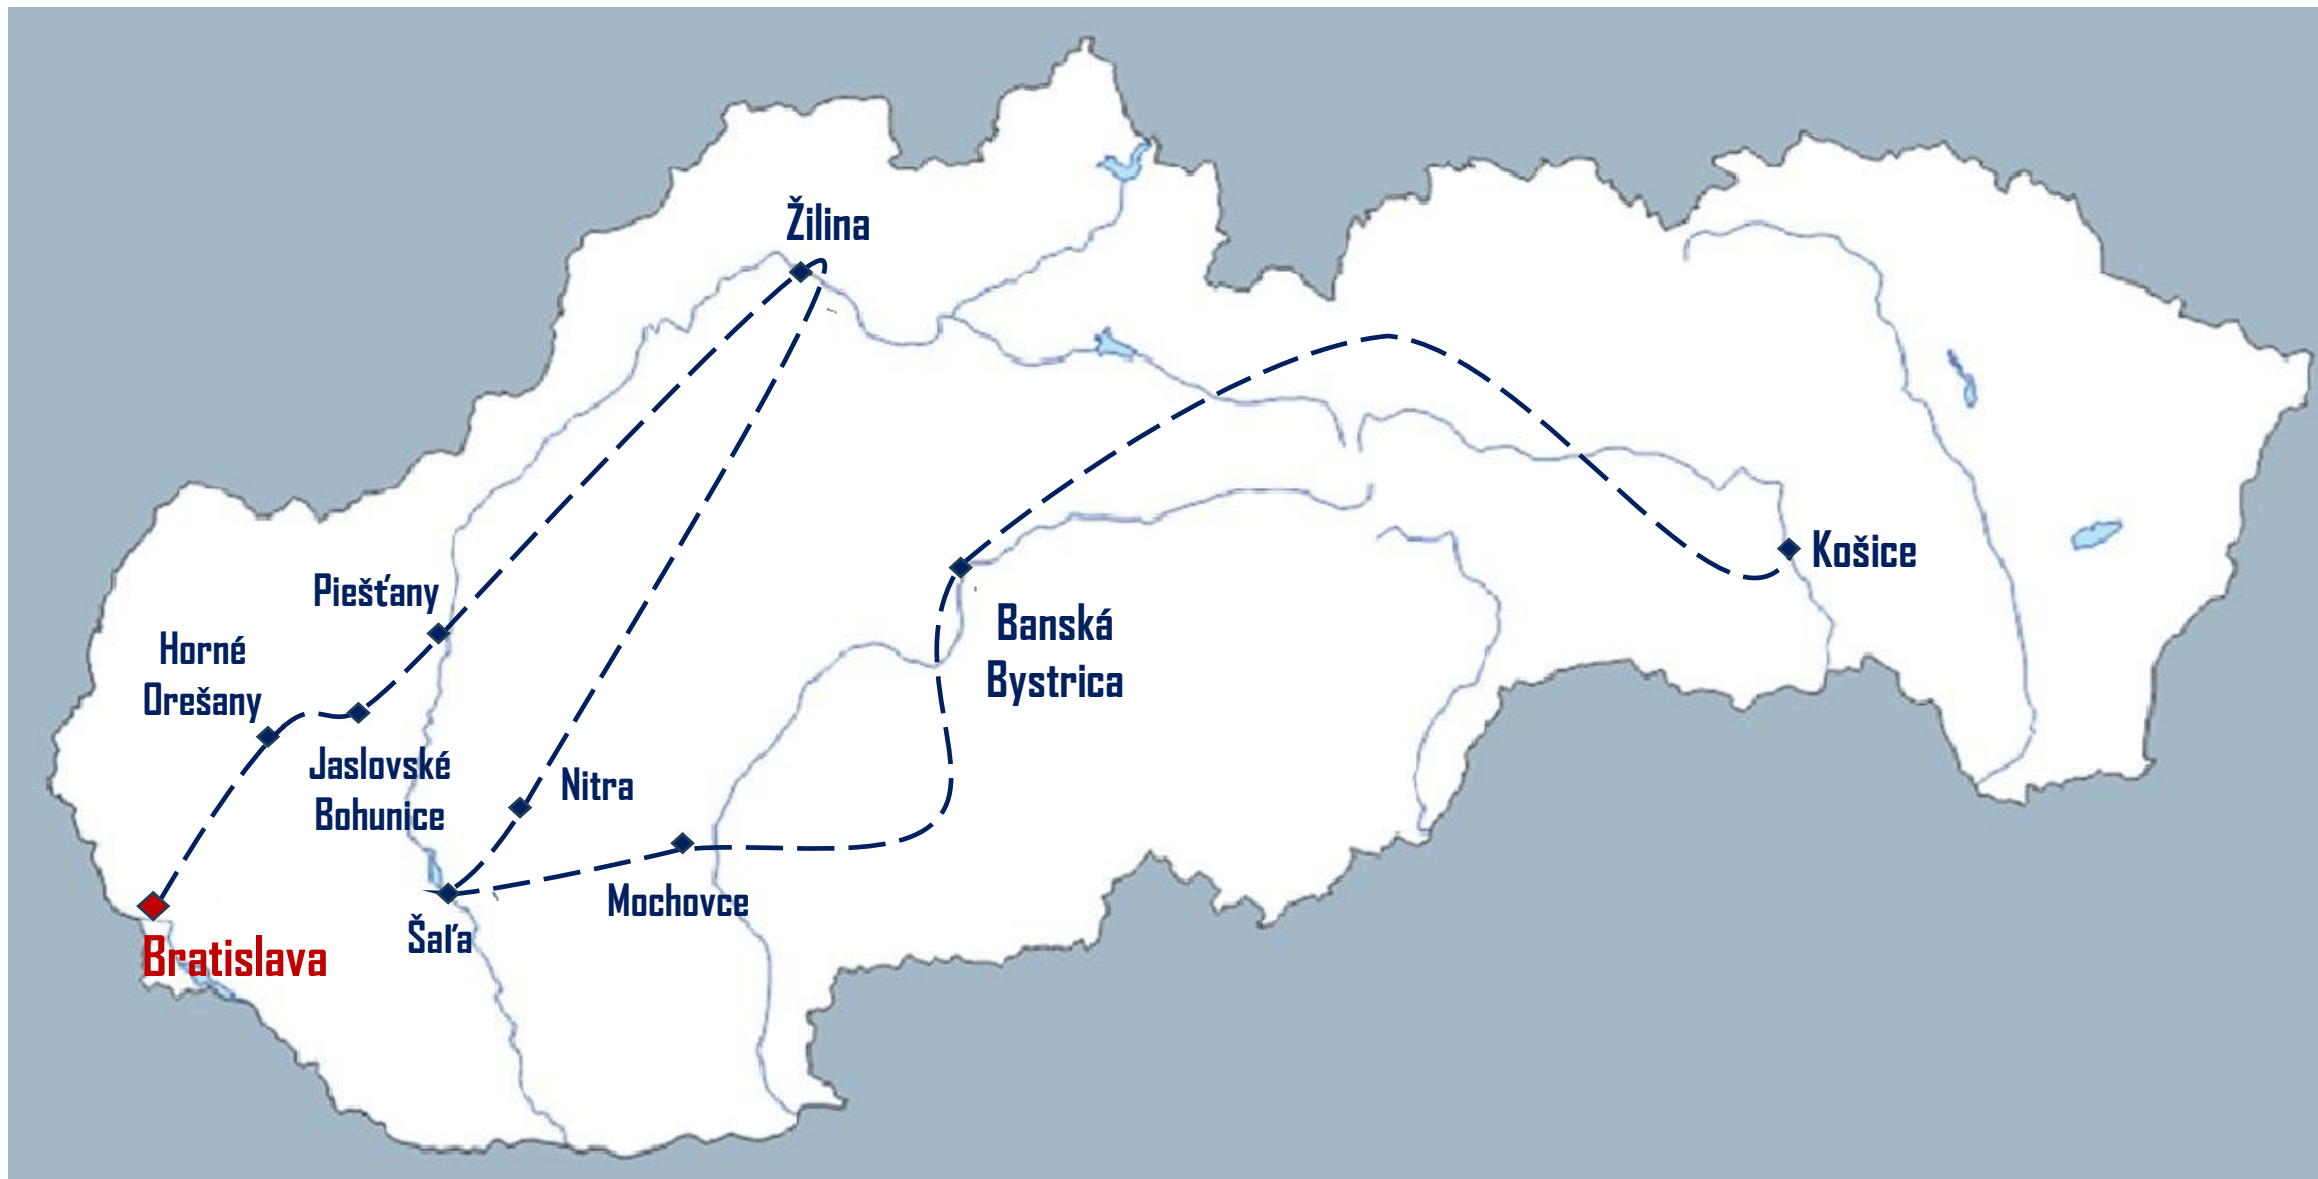 Žilina
Piešťany
Horné
Orešany
Jaslovské
Bohunice
Nitra
Mochovce
Šaľa
Bratislava
Banská
Bystrica
Košice